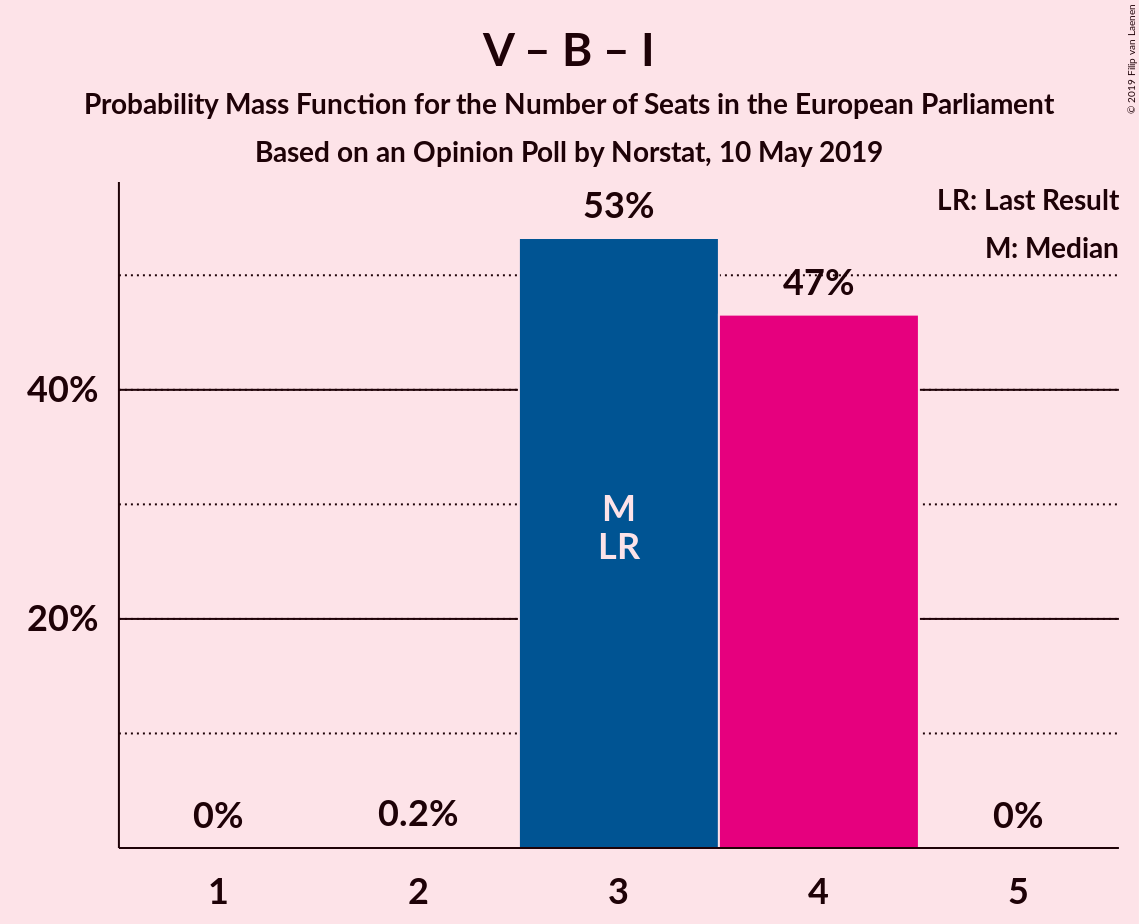 V – B – I
Probability Mass Function for the Number of Seats in the European Parliament
Based on an Opinion Poll by Norstat, 10 May 2019
© 2019 Filip van Laenen
LR: Last Result
M: Median
53%
47%
40%
M
LR
20%
0%
0.2%
0%
1
2
3
4
5